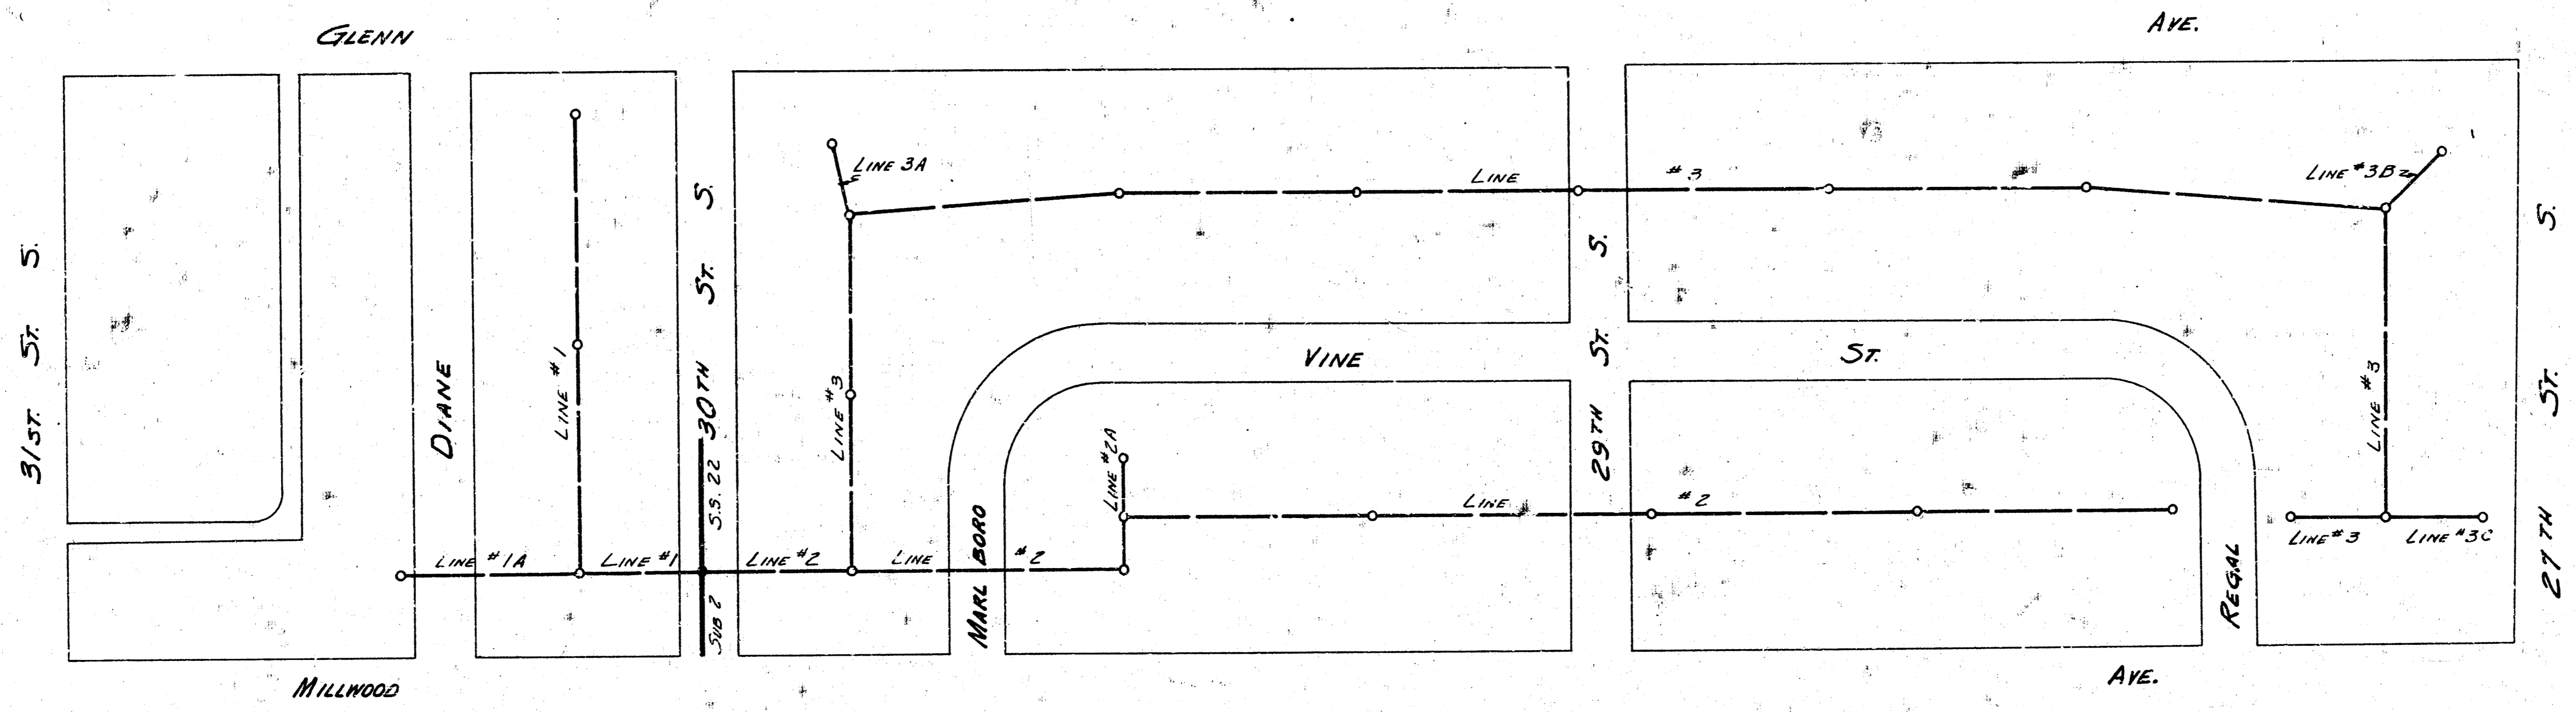 GLENN AVE.
LINE 3A
LINE #3
LINE #3B
31ST. ST. S.
DIANE
LINE #1
30TH ST. S.
S.S. 22
SUB 2
LINE #3
VINE ST.
29TH ST. S.
LINE #3
27TH ST. S.
LINE #2A
LINE #2
MARLBORO
REGAL
LINE #3
LINE #3C
LINE #1A
LINE #1
LINE #2
LINE #2
MILLWOOD AVE.